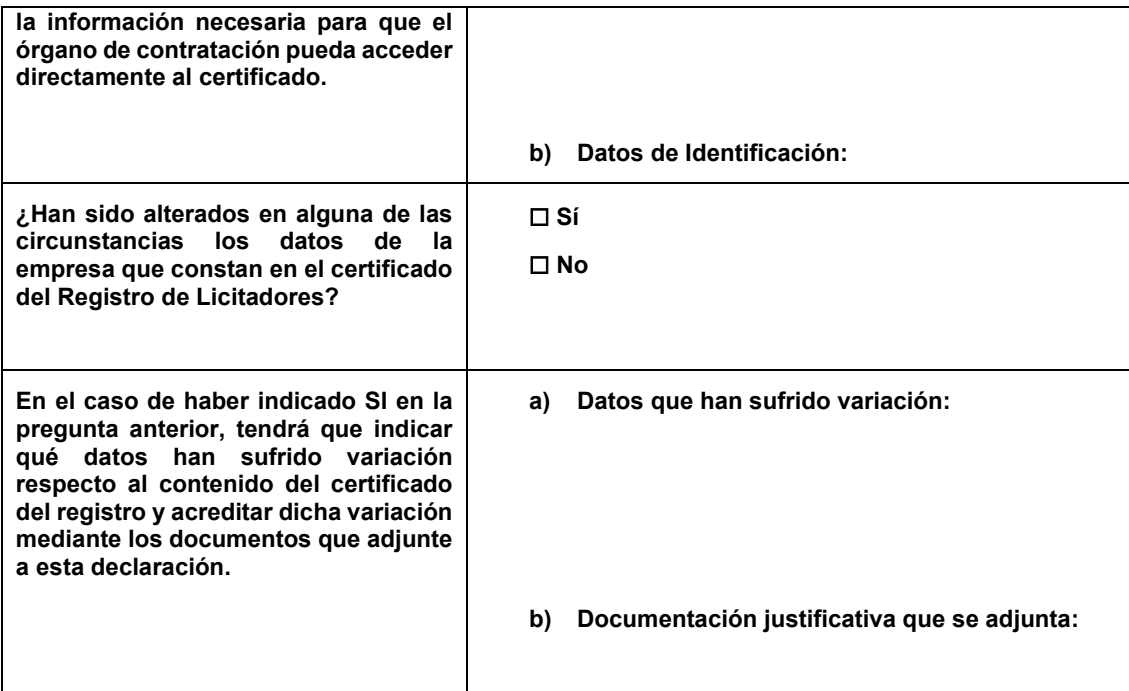 la información necesaria para que el
órgano de contratación pueda acceder
directamente al certificado.
b) Datos de Identificación:
¿Han sido alterados en alguna de las
circunstancias los datos de la
empresa que constan en el certificado
del Registro de Licitadores?
☐ Sí
☐ No
En el caso de haber indicado SI en la
pregunta anterior, tendrá que indicar
qué datos han sufrido variación
respecto al contenido del certificado
del registro y acreditar dicha variación
mediante los documentos que adjunte
a esta declaración.
a) Datos que han sufrido variación:
b) Documentación justificativa que se adjunta: